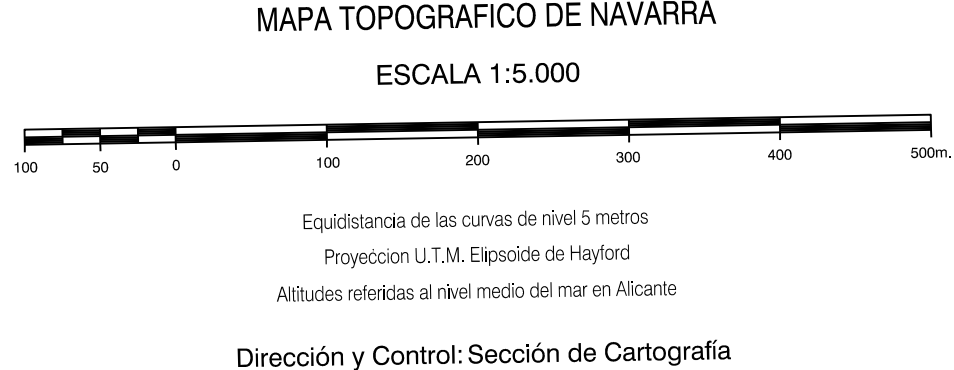 MAPA TOPOGRAFICO DE NAVARRA
ESCALA 1:5.000
100 50 0 100 200 300 400 500m.
Equidistancia de las curvas de nivel 5 metros
Proyeccion U.T.M. Elipsoide de Hayford
Altitudes referidas al nivel medio del mar en Alicante
Dirección y Control: Sección de Cartografía